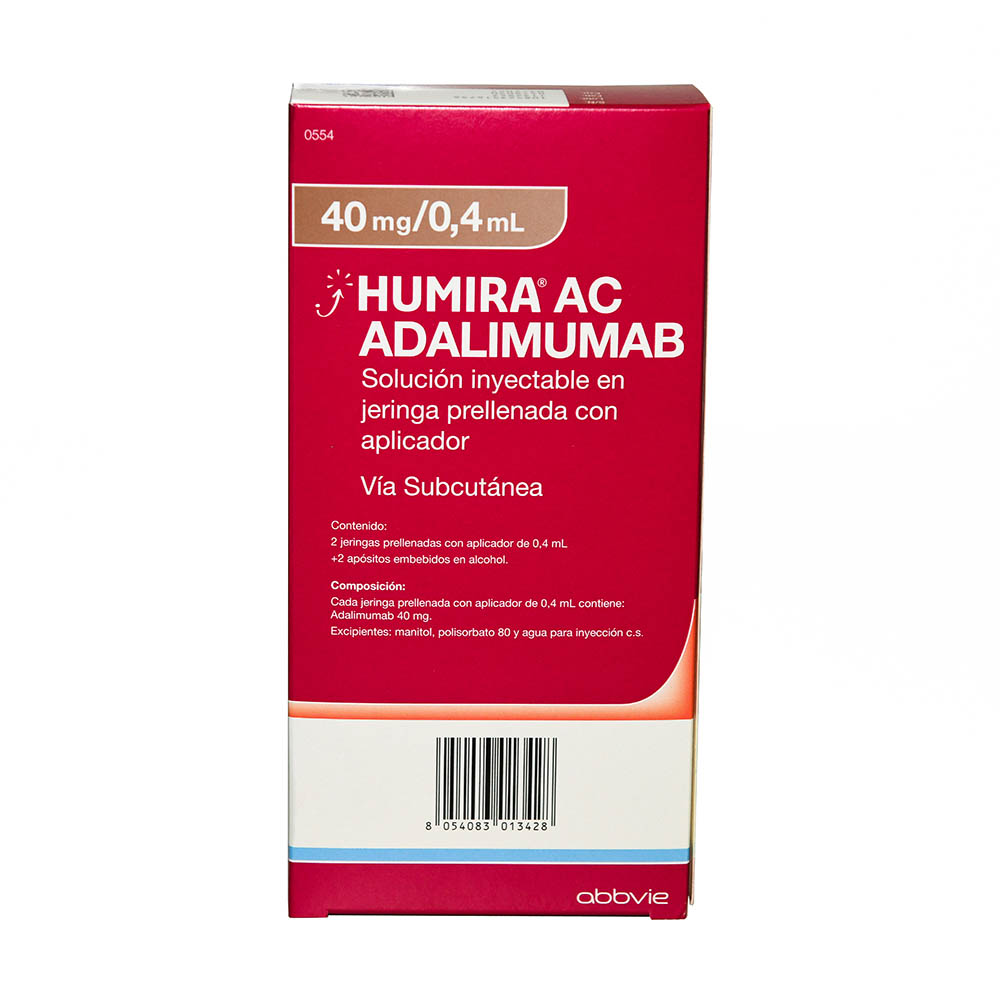 0554
40 mg/0,4 mL
HUMIRA® AC
ADALIMUMAB
Solución inyectable en
jeringa prellenada con
aplicador
Vía Subcutánea
Contenido:
2 jeringas prellenadas con aplicador de 0,4 mL
+2 apósitos embebidos en alcohol.
Composición:
Cada jeringa prellenada con aplicador de 0,4 mL contiene:
Adalimumab 40 mg.
Excipientes: manitol, polisorbato 80 y agua para inyección c.s.
8 054083 013428
abbvie